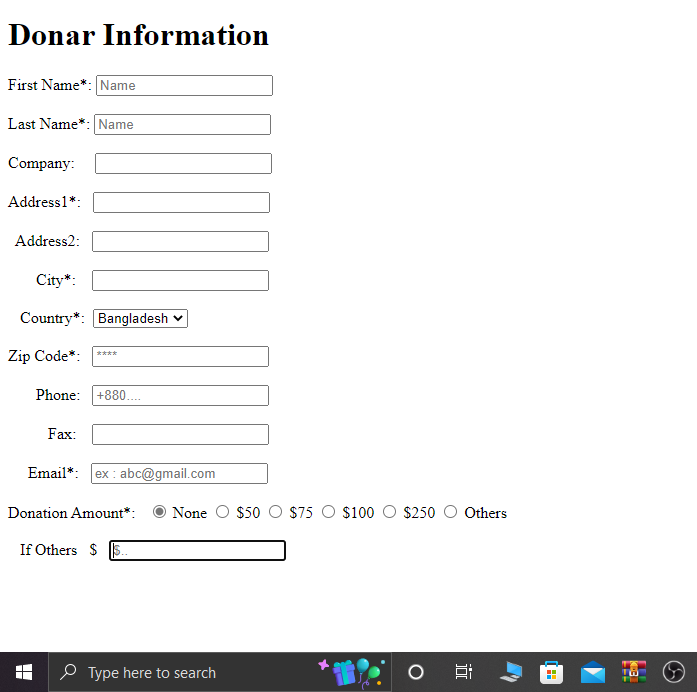 Donar Information
First Name*: Name
Last Name*: Name
Company:
Address1*:
Address2:
City*:
Country*: Bangladesh
Zip Code*: ****
Phone: +880....
Fax:
Email*: ex : abc@gmail.com
Donation Amount*: None $50 $75 $100 $250 Others
If Others $ $..
Type here to search